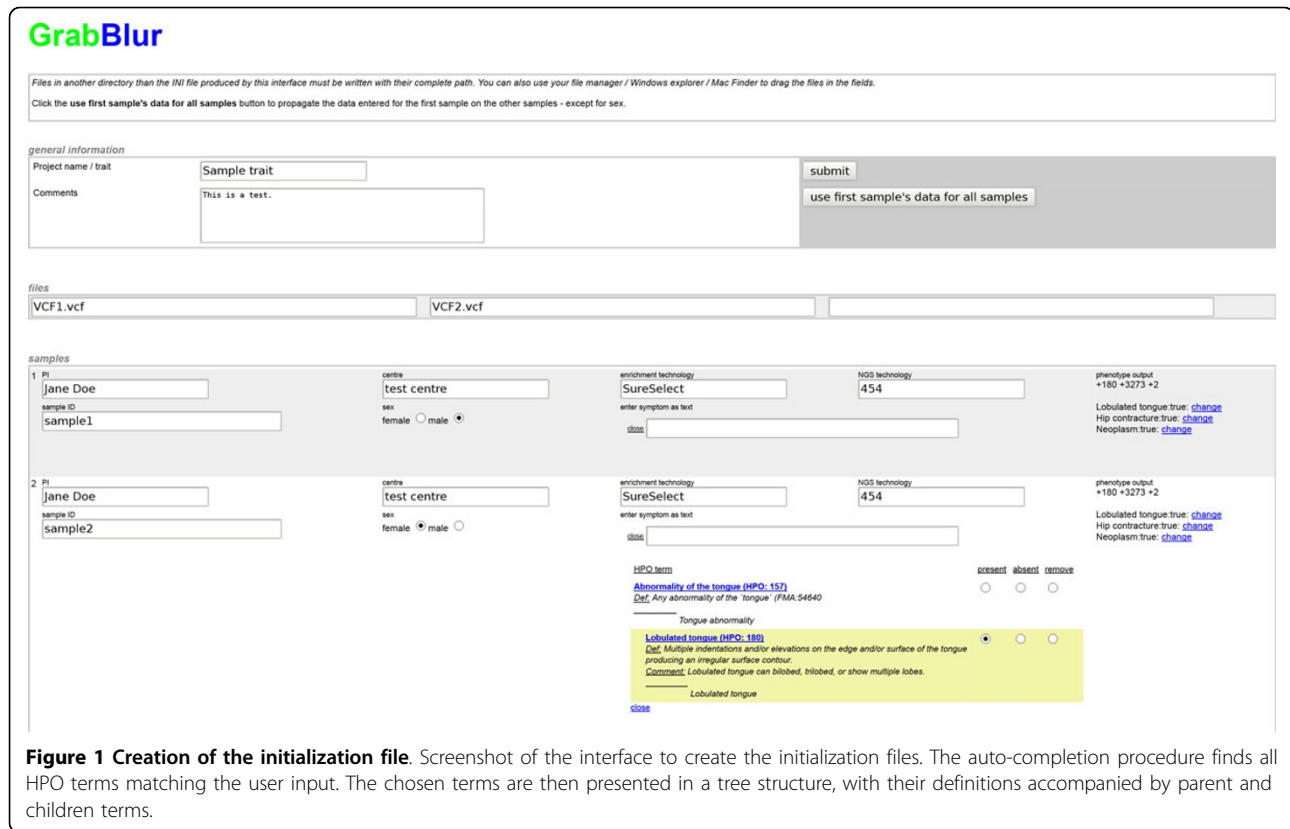 GrabBlur
Files in another directory than the INI file produced by this interface must be written with their complete path. You can also use your file manager / Windows explorer / Mac Finder to drag the files in the fields.
Click the use first sample's data for all samples button to propagate the data entered for the first sample on the other samples - except for sex.
general information
Project name / trait Sample trait submit
Comments This is a test. use first sample's data for all samples
files
VCF1.vcf VCF2.vcf
samples
1 PI centre enrichment technology NGS technology phenotype output
Jane Doe test centre SureSelect 454 +180 +3273 +2
sample ID sex enter symptom as text Lobulated tongue:true: change
sample1 female male close Hip contracture:true: change
Neoplasm:true: change
2 PI centre enrichment technology NGS technology phenotype output
Jane Doe test centre SureSelect 454 +180 +3273 +2
sample ID sex enter symptom as text Lobulated tongue:true: change
sample2 female male close Hip contracture:true: change
Neoplasm:true: change
HPO term present absent remove
Abnormality of the tongue (HPO: 157)
Def: Any abnormality of the `tongue` (FMA:54640
Tongue abnormality
Lobulated tongue (HPO: 180)
Def: Multiple indentations and/or elevations on the edge and/or surface of the tongue
producing an irregular surface contour.
Comment: Lobulated tongue can bilobed, trilobed, or show multiple lobes.
Lobulated tongue
close
Figure 1 Creation of the initialization file. Screenshot of the interface to create the initialization files. The auto-completion procedure finds all
HPO terms matching the user input. The chosen terms are then presented in a tree structure, with their definitions accompanied by parent and
children terms.